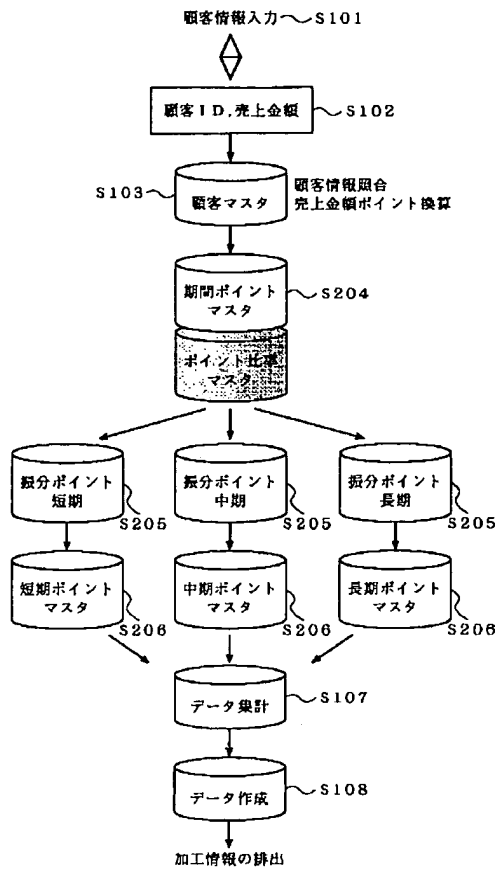 顧客情報入力 S101
顧客ID,売上金額 S102
S103 顧客マスタ
顧客情報照合
売上金額ポイント換算
期間ポイント
マスタ
S204
ポイント比率
マスタ
振分ポイント
短期
S205
振分ポイント
中期
S205
振分ポイント
長期
S205
短期ポイント
マスタ
S206
中期ポイント
マスタ
S206
長期ポイント
マスタ
S206
データ集計 S107
データ作成 S108
加工情報の排出